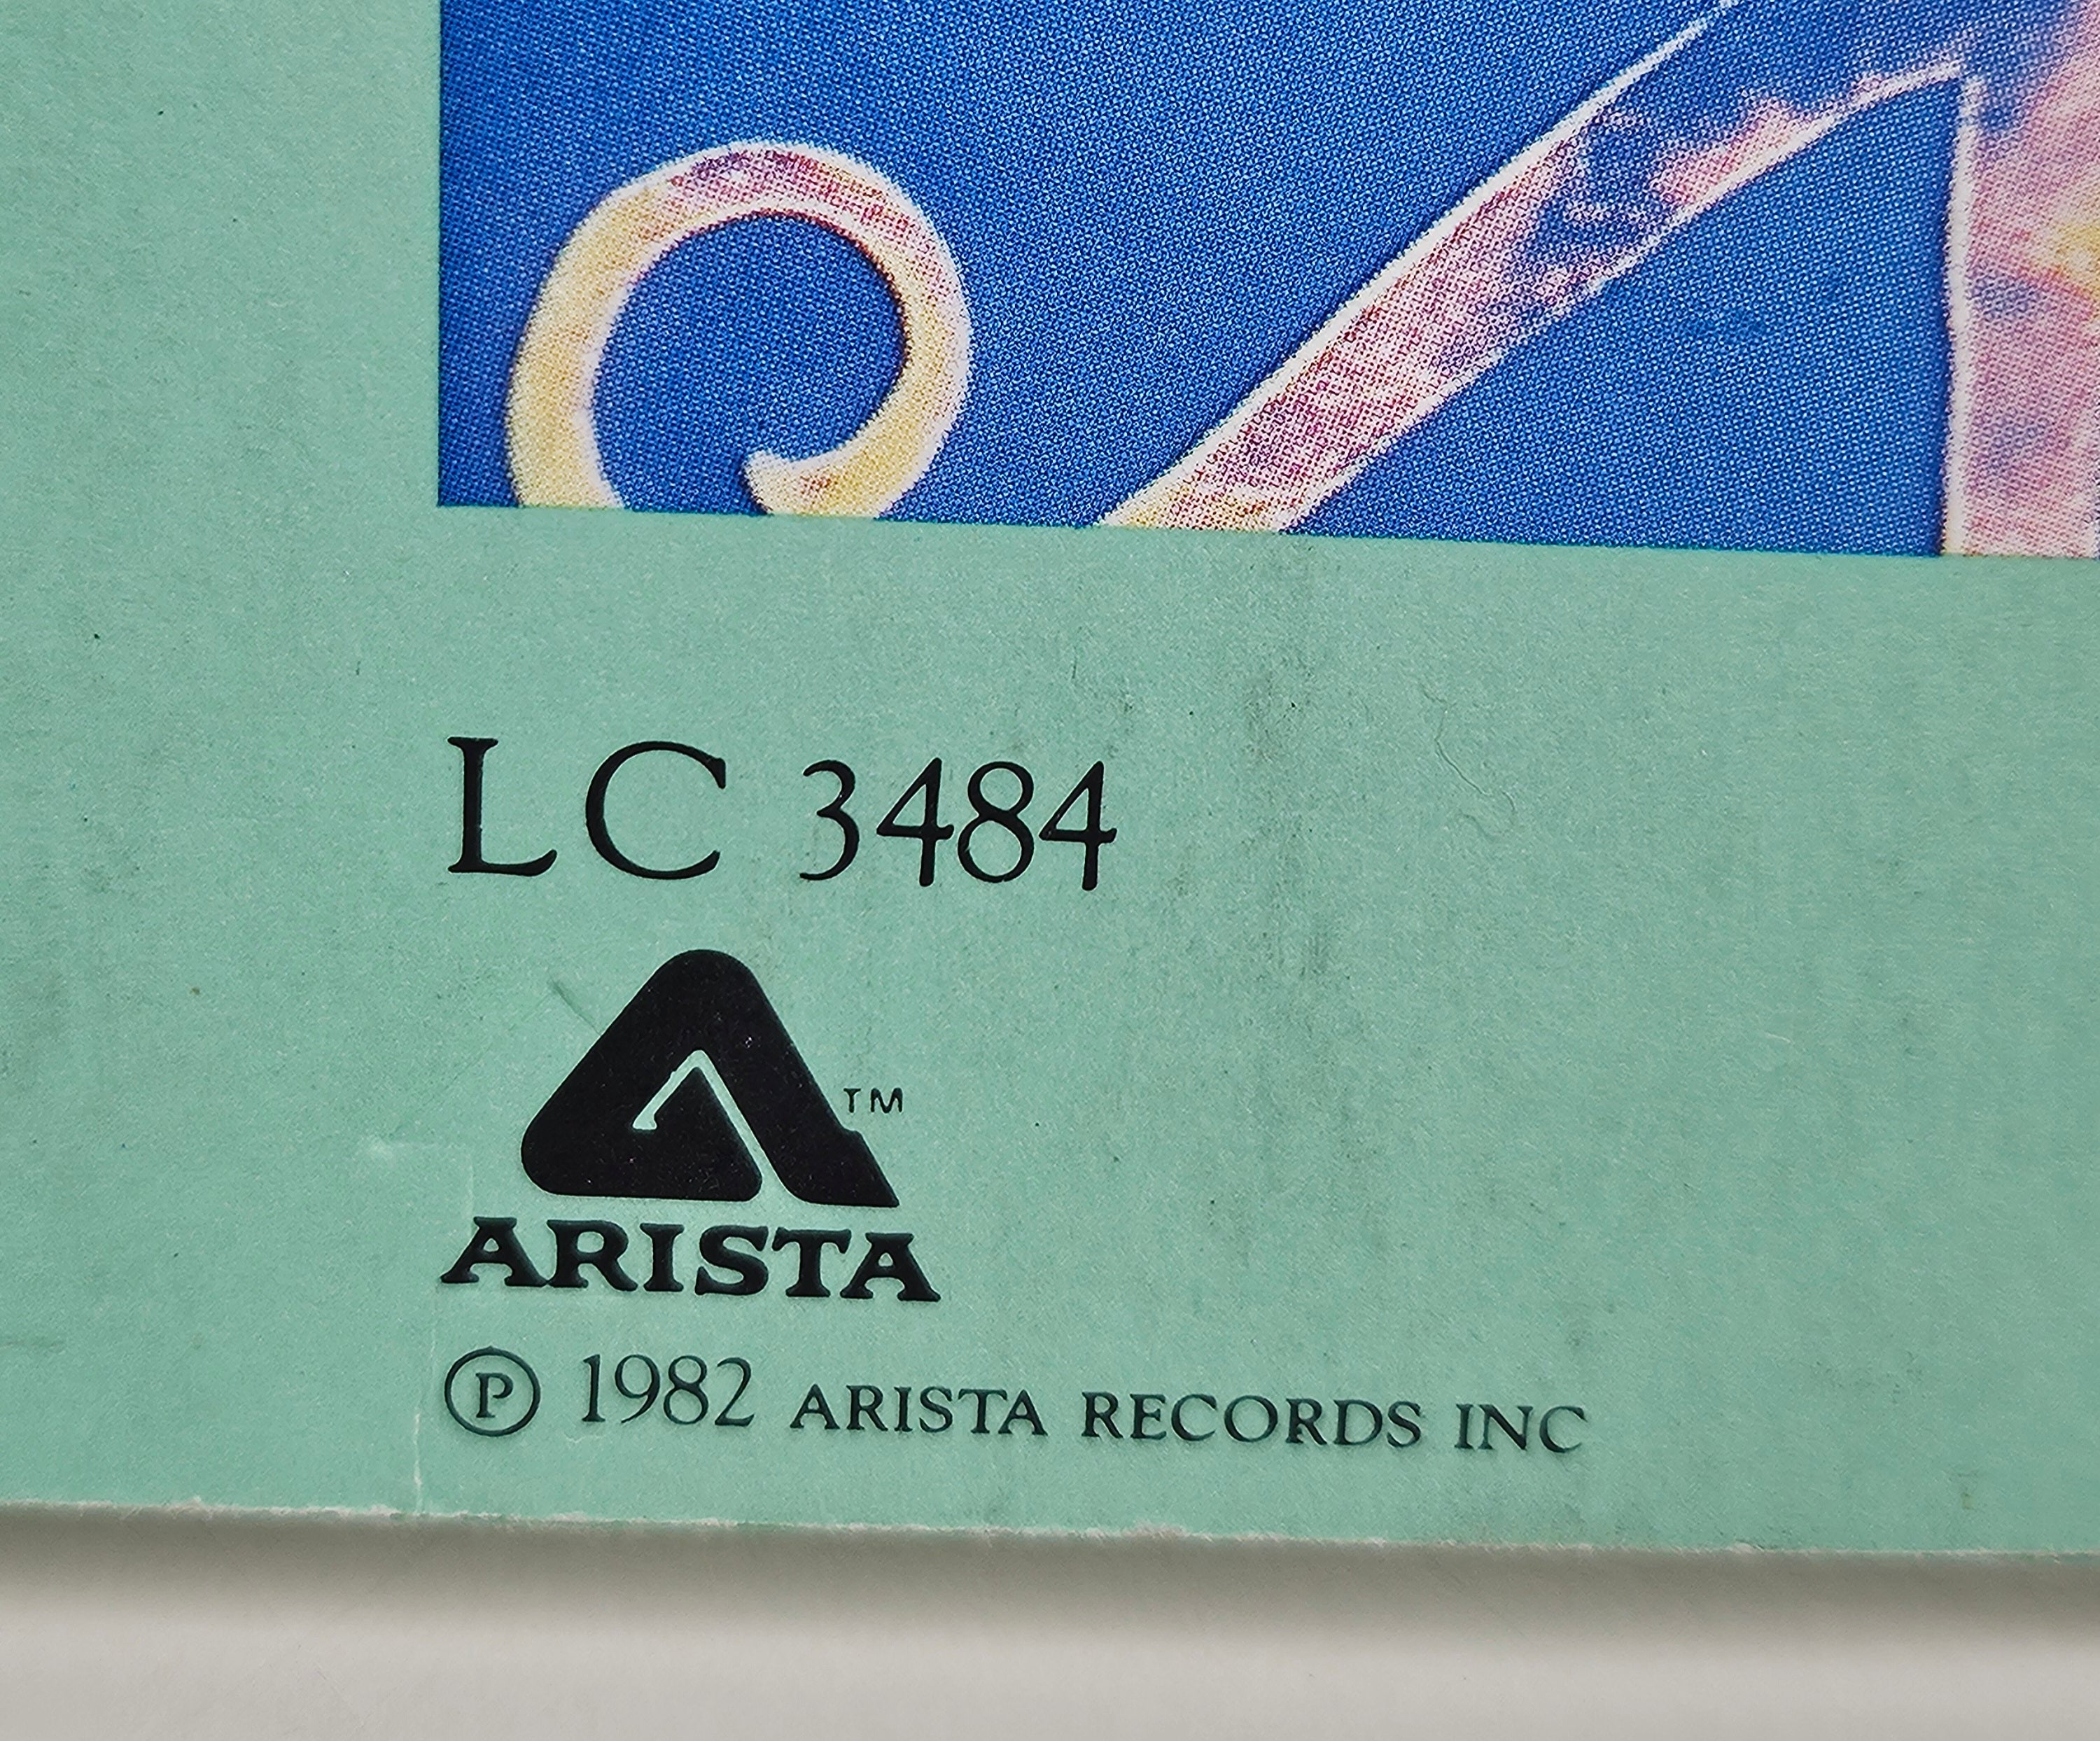 LC 3484
TM
ARISTA
℗ 1982 ARISTA RECORDS INC